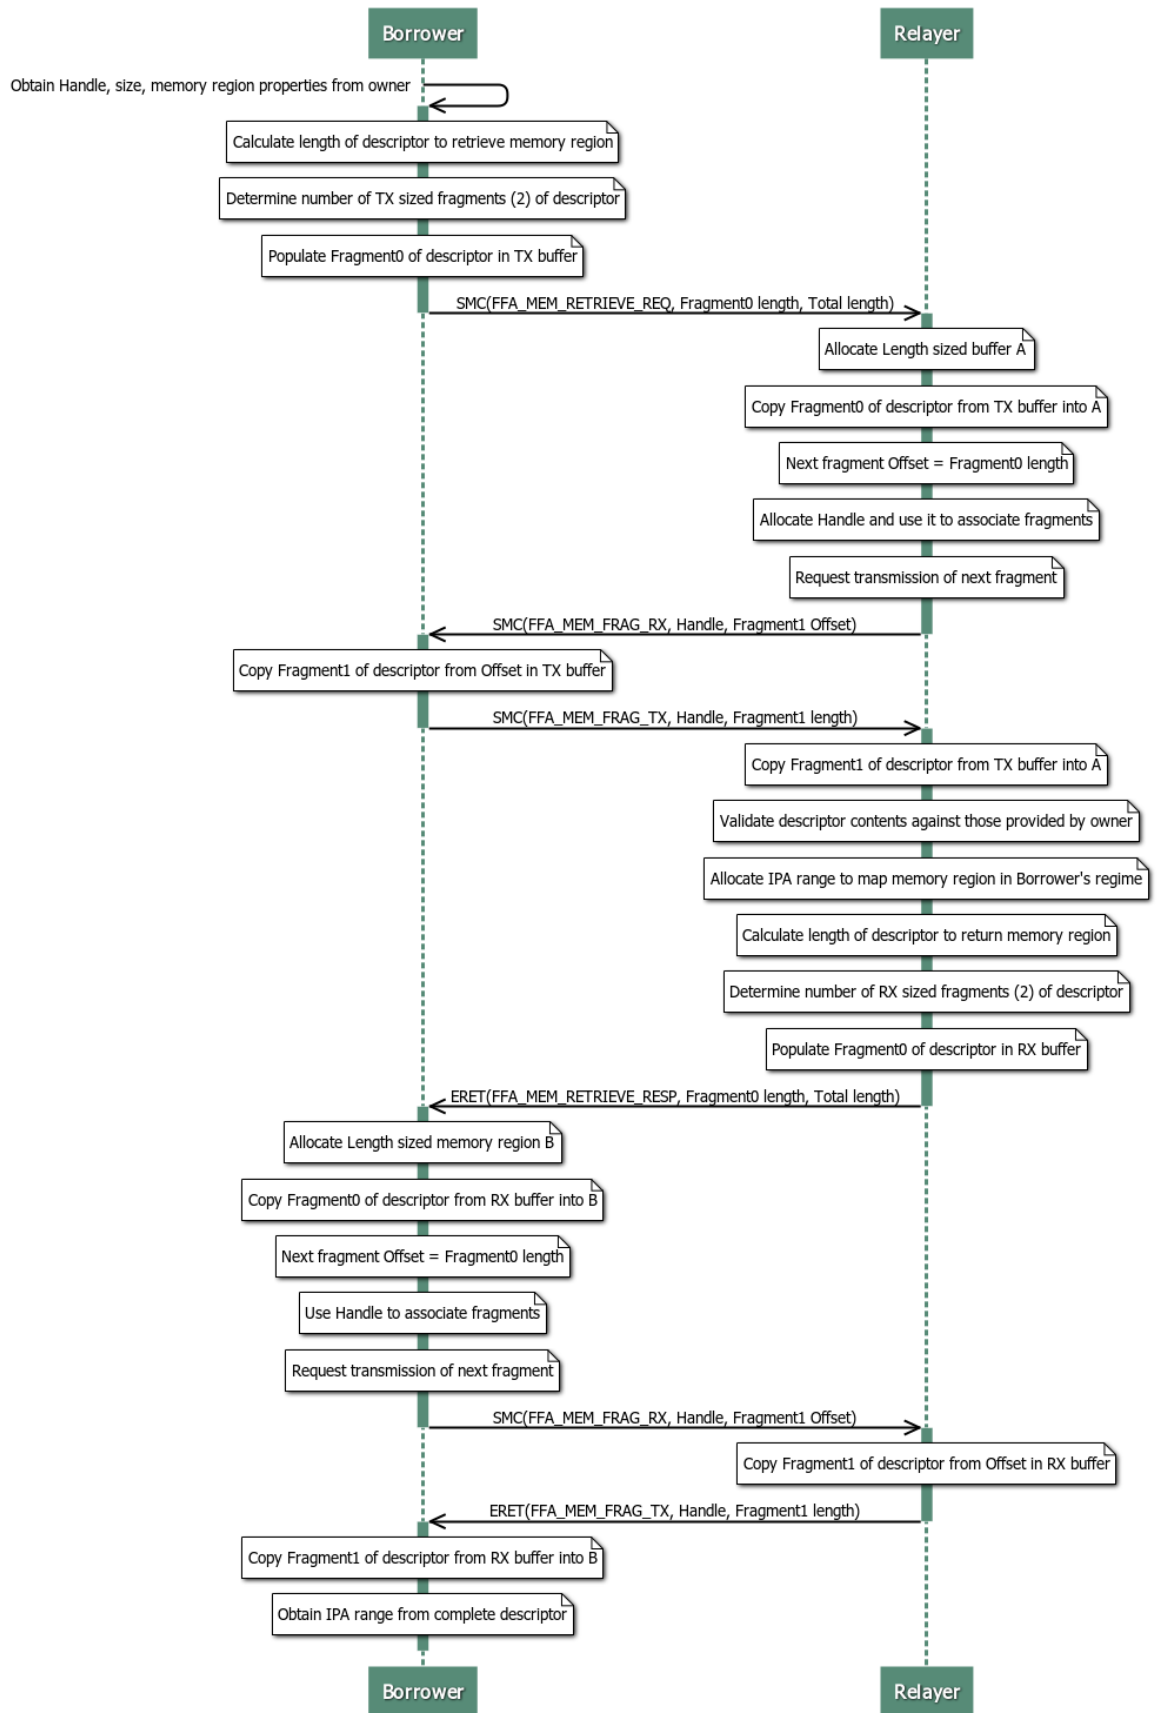 Borrower
Relayer
Obtain Handle, size, memory region properties from owner
Calculate length of descriptor to retrieve memory region
Determine number of TX sized fragments (2) of descriptor
Populate Fragment0 of descriptor in TX buffer
SMC(FFA_MEM_RETRIEVE_REQ, Fragment0 length, Total length)
Allocate Length sized buffer A
Copy Fragment0 of descriptor from TX buffer into A
Next fragment Offset = Fragment0 length
Allocate Handle and use it to associate fragments
Request transmission of next fragment
SMC(FFA_MEM_FRAG_RX, Handle, Fragment1 Offset)
Copy Fragment1 of descriptor from Offset in TX buffer
SMC(FFA_MEM_FRAG_TX, Handle, Fragment1 length)
Copy Fragment1 of descriptor from TX buffer into A
Validate descriptor contents against those provided by owner
Allocate IPA range to map memory region in Borrower's regime
Calculate length of descriptor to return memory region
Determine number of RX sized fragments (2) of descriptor
Populate Fragment0 of descriptor in RX buffer
ERET(FFA_MEM_RETRIEVE_RESP, Fragment0 length, Total length)
Allocate Length sized memory region B
Copy Fragment0 of descriptor from RX buffer into B
Next fragment Offset = Fragment0 length
Use Handle to associate fragments
Request transmission of next fragment
SMC(FFA_MEM_FRAG_RX, Handle, Fragment1 Offset)
Copy Fragment1 of descriptor from Offset in RX buffer
ERET(FFA_MEM_FRAG_TX, Handle, Fragment1 length)
Copy Fragment1 of descriptor from RX buffer into B
Obtain IPA range from complete descriptor
Borrower
Relayer